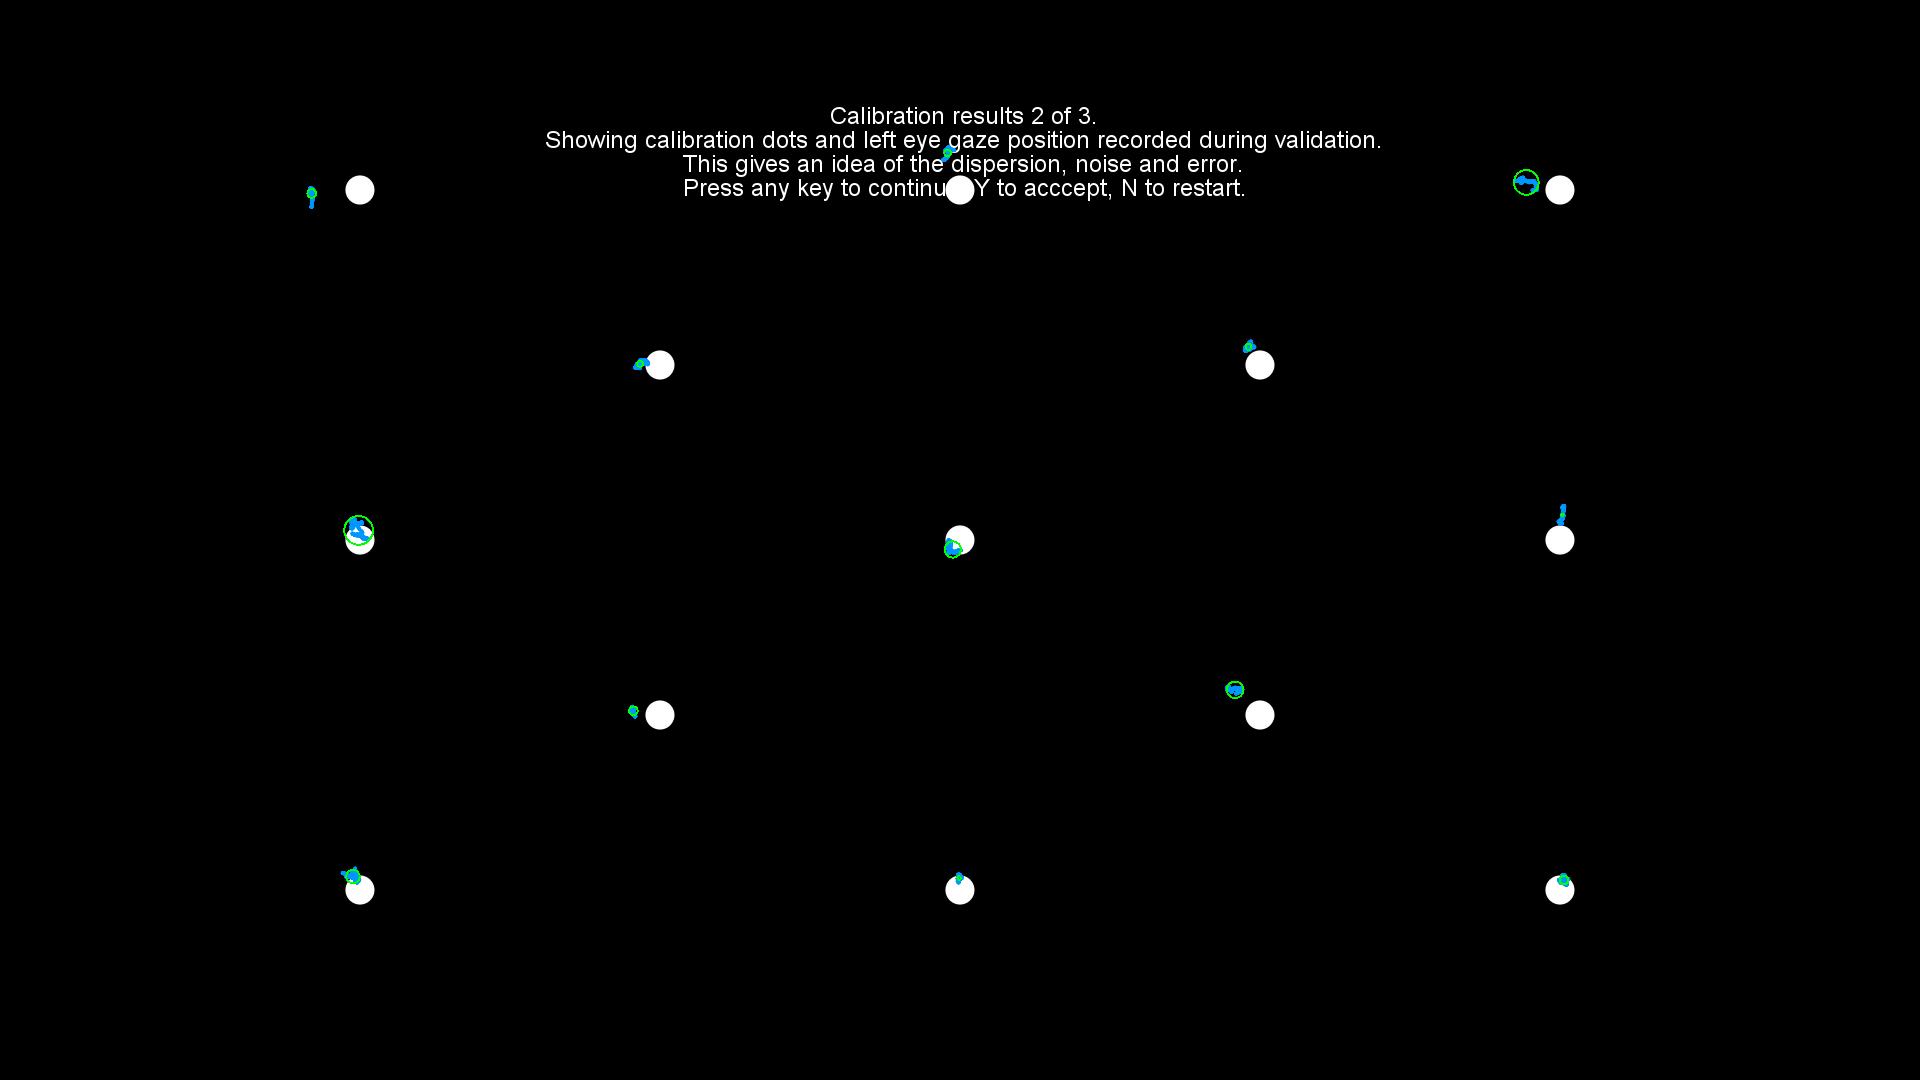 Calibration results 2 of 3.
Showing calibration dots and left eye gaze position recorded during validation.
This gives an idea of the dispersion, noise and error.
Press any key to continu Y to acccept, N to restart.